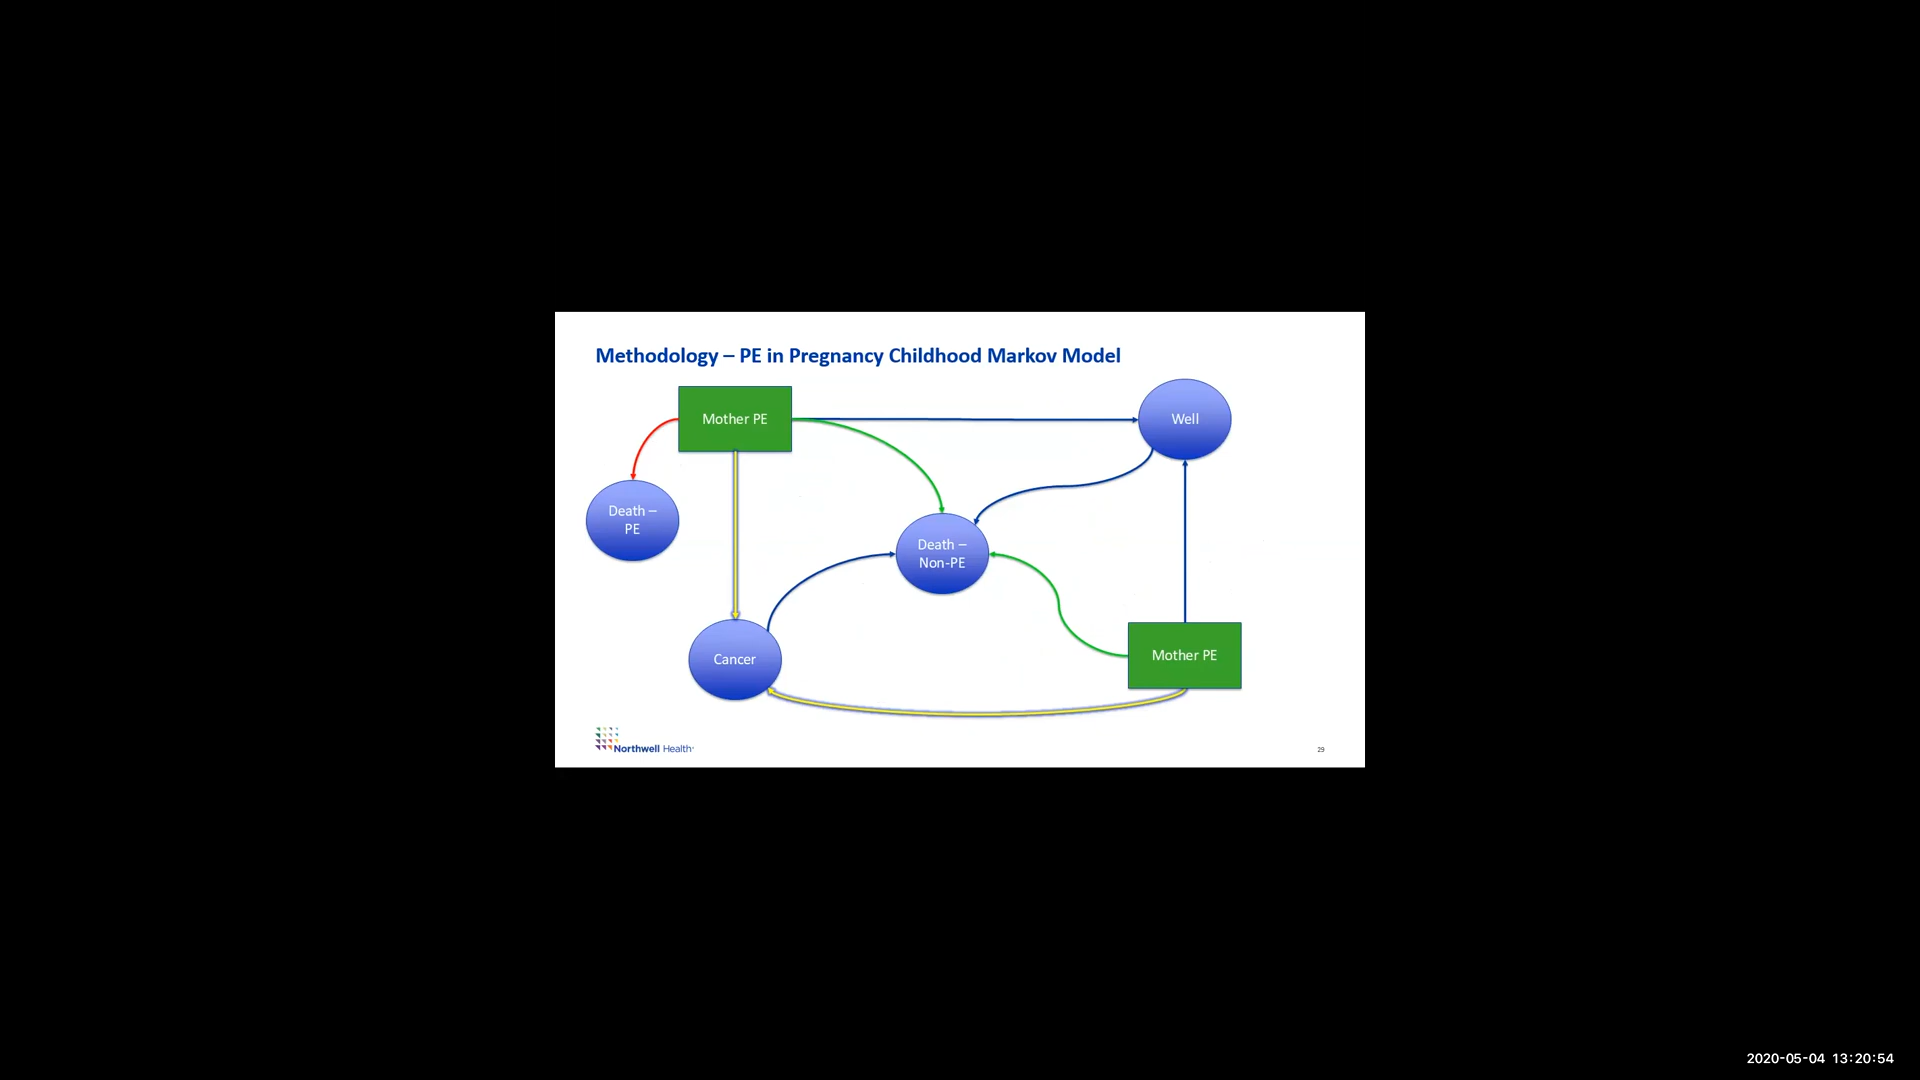 Methodology – PE in Pregnancy Childhood Markov Model
Mother PE
Well
Death –
PE
Death –
Non-PE
Cancer
Mother PE
Northwell Health
29
2020-05-04 13:20:54